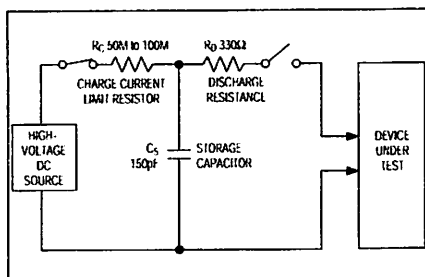 RC 50M to 100M
CHARGE CURRENT
LIMIT RESISTOR
RD 330Ω
DISCHARGE
RESISTANCE
HIGH-
VOLTAGE
DC
SOURCE
CS
150pF
STORAGE
CAPACITOR
DEVICE
UNDER
TEST